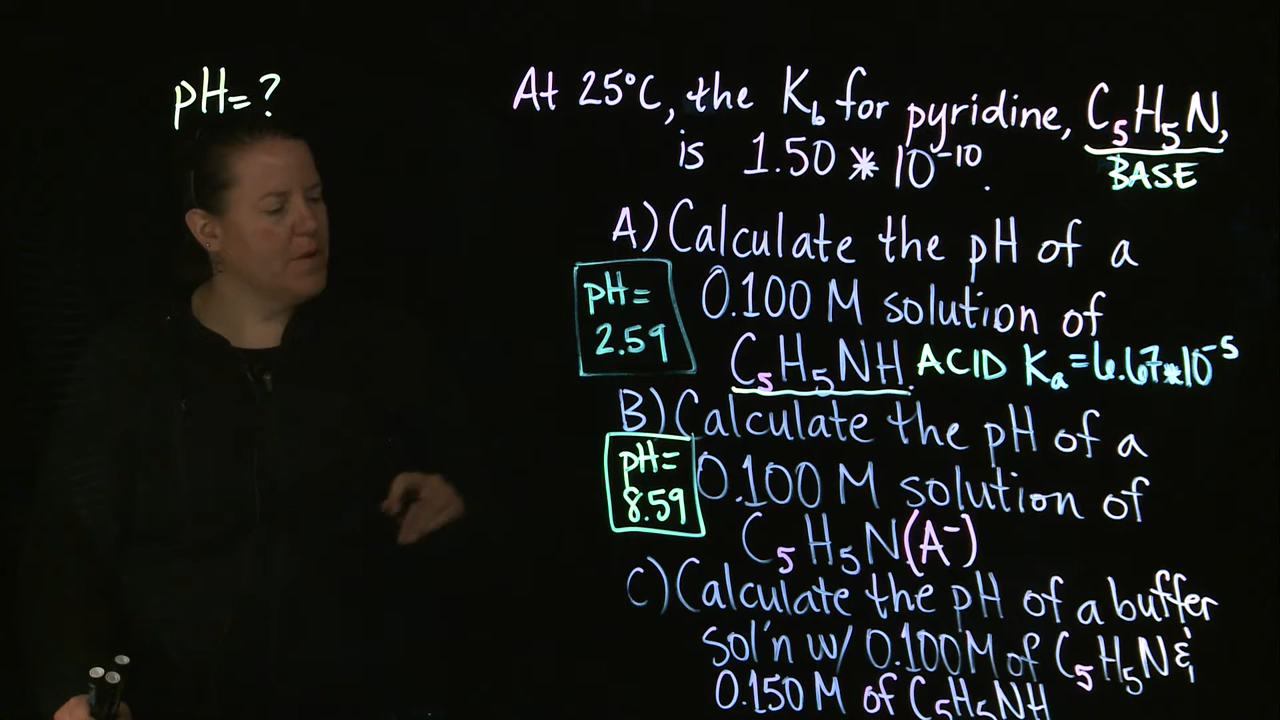 pH=?
At 25°C, the K_b for pyridine, C₅H₅N,
BASE
is 1.50 * 10⁻¹⁰.
A) Calculate the pH of a
0.100 M solution of
C₅H₅NH. ACID Kₐ=6.67*10⁻⁵
pH=
2.59
B) Calculate the pH of a
0.100 M solution of
C₅H₅N(A⁻)
pH=
8.59
C) Calculate the pH of a buffer
sol'n w/ 0.100 M of C₅H₅N &
0.150 M of C₅H₅NH